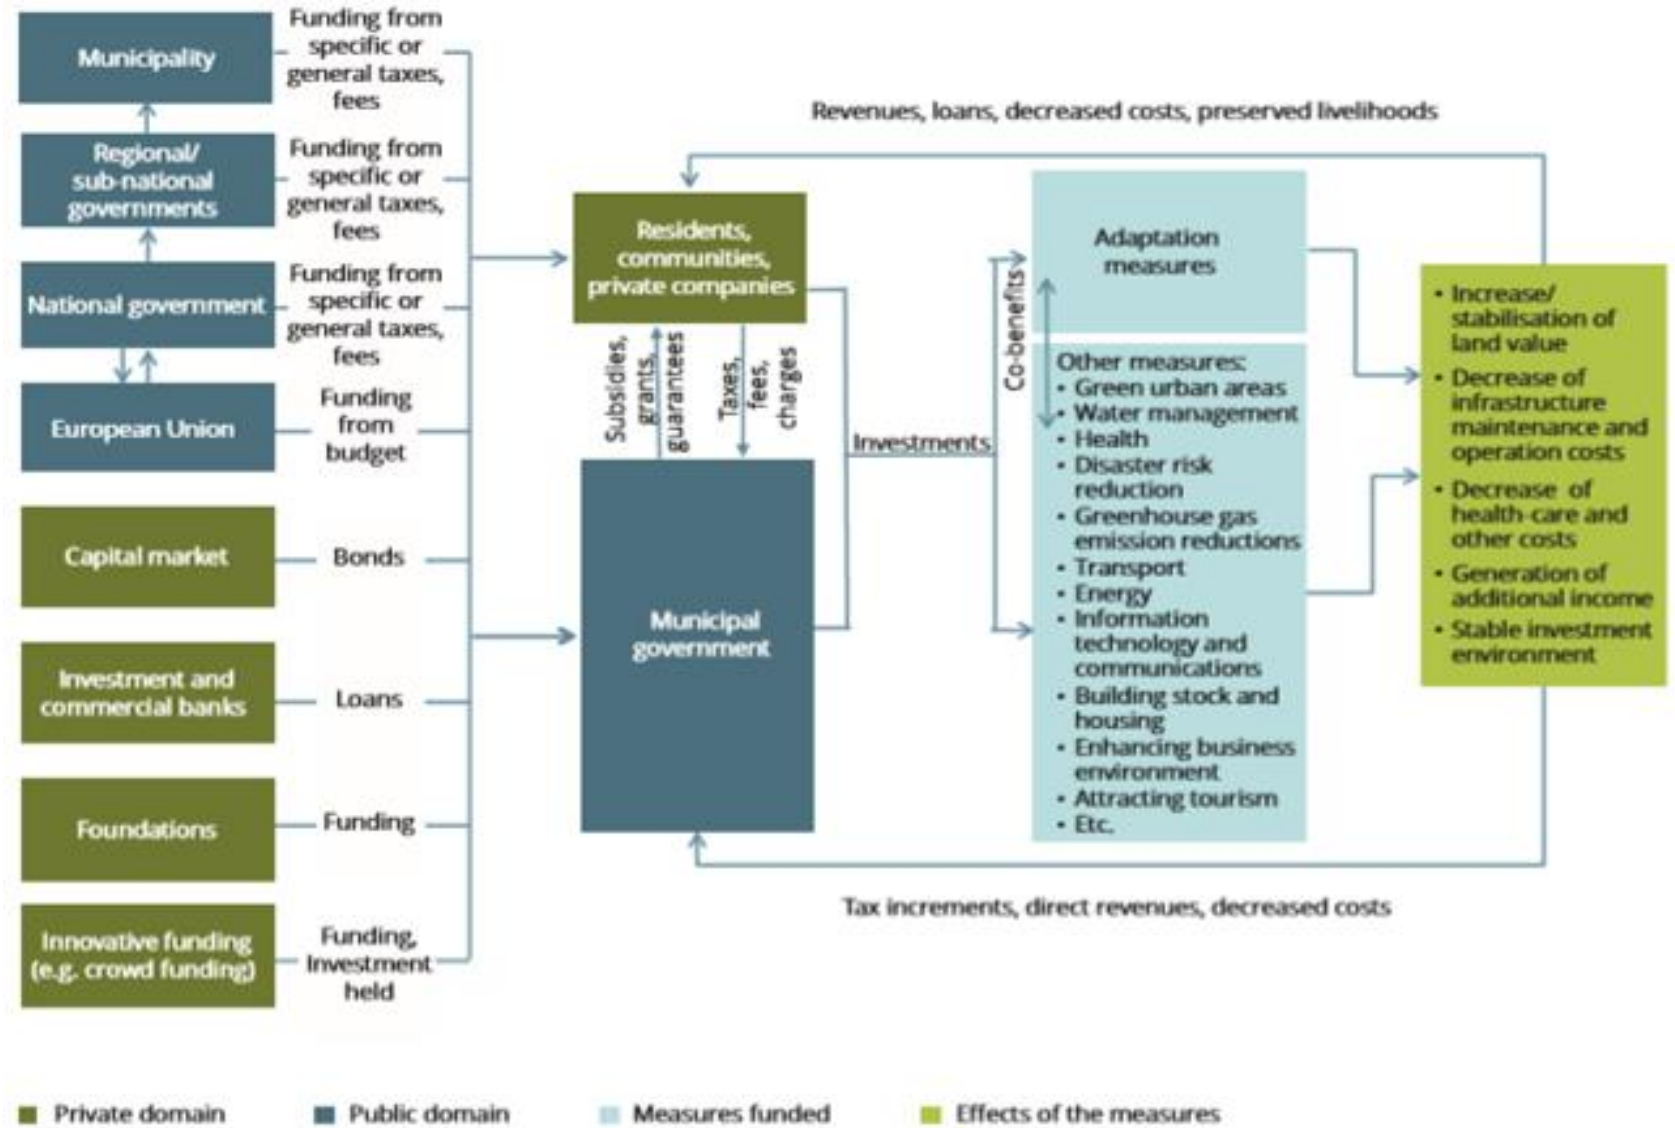 Municipality
Funding from
specific or
general taxes,
fees
Regional/
sub-national
governments
Funding from
specific or
general taxes,
fees
National government
Funding from
specific or
general taxes,
fees
European Union
Funding
from
budget
Capital market
Bonds
Investment and
commercial banks
Loans
Foundations
Funding
Innovative funding
(e.g. crowd funding)
Funding,
Investment
held
Revenues, loans, decreased costs, preserved livelihoods
Residents,
communities,
private companies
Subsidies,
grants,
guarantees
Taxes,
fees,
charges
Municipal
government
Investments
Co-benefits
Adaptation
measures
Other measures:
• Green urban areas
• Water management
• Health
• Disaster risk
reduction
• Greenhouse gas
emission reductions
• Transport
• Energy
• Information
technology and
communications
• Building stock and
housing
• Enhancing business
environment
• Attracting tourism
• Etc.
• Increase/
stabilisation of
land value
• Decrease of
infrastructure
maintenance and
operation costs
• Decrease of
health-care and
other costs
• Generation of
additional income
• Stable investment
environment
Tax increments, direct revenues, decreased costs
Private domain
Public domain
Measures funded
Effects of the measures